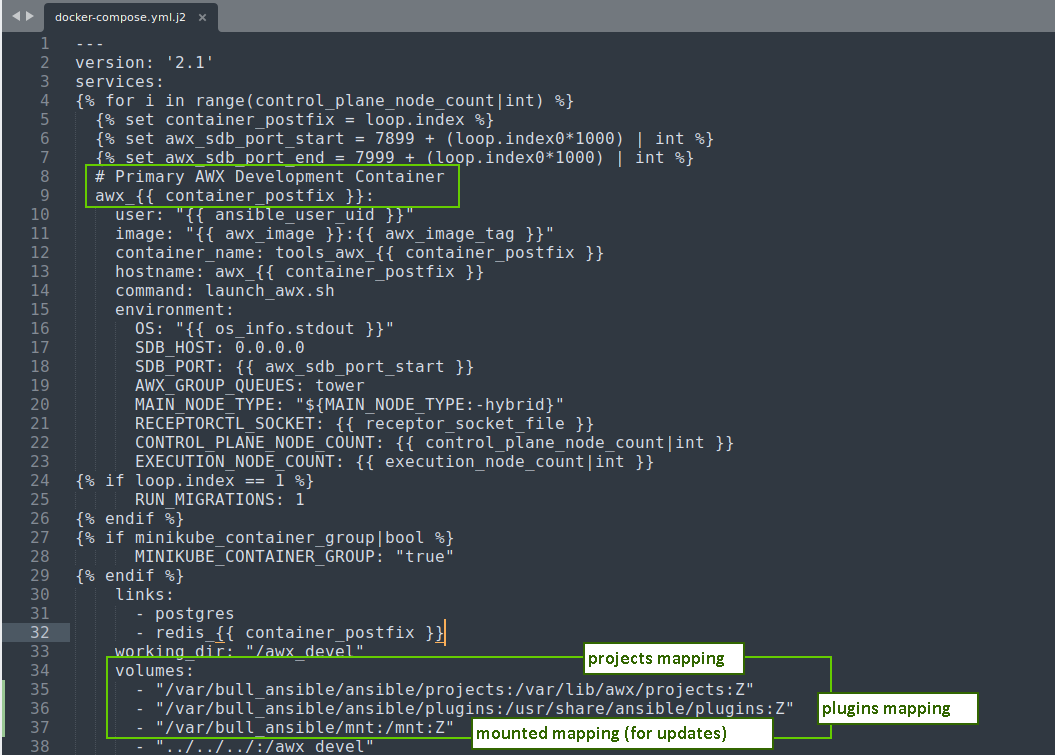 docker-compose.yml.j2 ×
1 ---
2 version: '2.1'
3 services:
4 {% for i in range(control_plane_node_count|int) %}
5 {% set container_postfix = loop.index %}
6 {% set awx_sdb_port_start = 7899 + (loop.index0*1000) | int %}
7 {% set awx_sdb_port_end = 7999 + (loop.index0*1000) | int %}
8 # Primary AWX Development Container
9 awx_{{ container_postfix }}:
10 user: "{{ ansible_user_uid }}"
11 image: "{{ awx_image }}:{{ awx_image_tag }}"
12 container_name: tools_awx_{{ container_postfix }}
13 hostname: awx_{{ container_postfix }}
14 command: launch_awx.sh
15 environment:
16 OS: "{{ os_info.stdout }}"
17 SDB_HOST: 0.0.0.0
18 SDB_PORT: {{ awx_sdb_port_start }}
19 AWX_GROUP_QUEUES: tower
20 MAIN_NODE_TYPE: "${MAIN_NODE_TYPE:-hybrid}"
21 RECEPTORCTL_SOCKET: {{ receptor_socket_file }}
22 CONTROL_PLANE_NODE_COUNT: {{ control_plane_node_count|int }}
23 EXECUTION_NODE_COUNT: {{ execution_node_count|int }}
24 {% if loop.index == 1 %}
25 RUN_MIGRATIONS: 1
26 {% endif %}
27 {% if minikube_container_group|bool %}
28 MINIKUBE_CONTAINER_GROUP: "true"
29 {% endif %}
30 links:
31 - postgres
32 - redis_{{ container_postfix }}
33 working_dir: "/awx_devel"
projects mapping
34 volumes:
35 - "/var/bull_ansible/ansible/projects:/var/lib/awx/projects:Z"
36 - "/var/bull_ansible/ansible/plugins:/usr/share/ansible/plugins:Z"
plugins mapping
37 - "/var/bull_ansible/mnt:/mnt:Z"
mounted mapping (for updates)
38 - "../../../:/awx_devel"